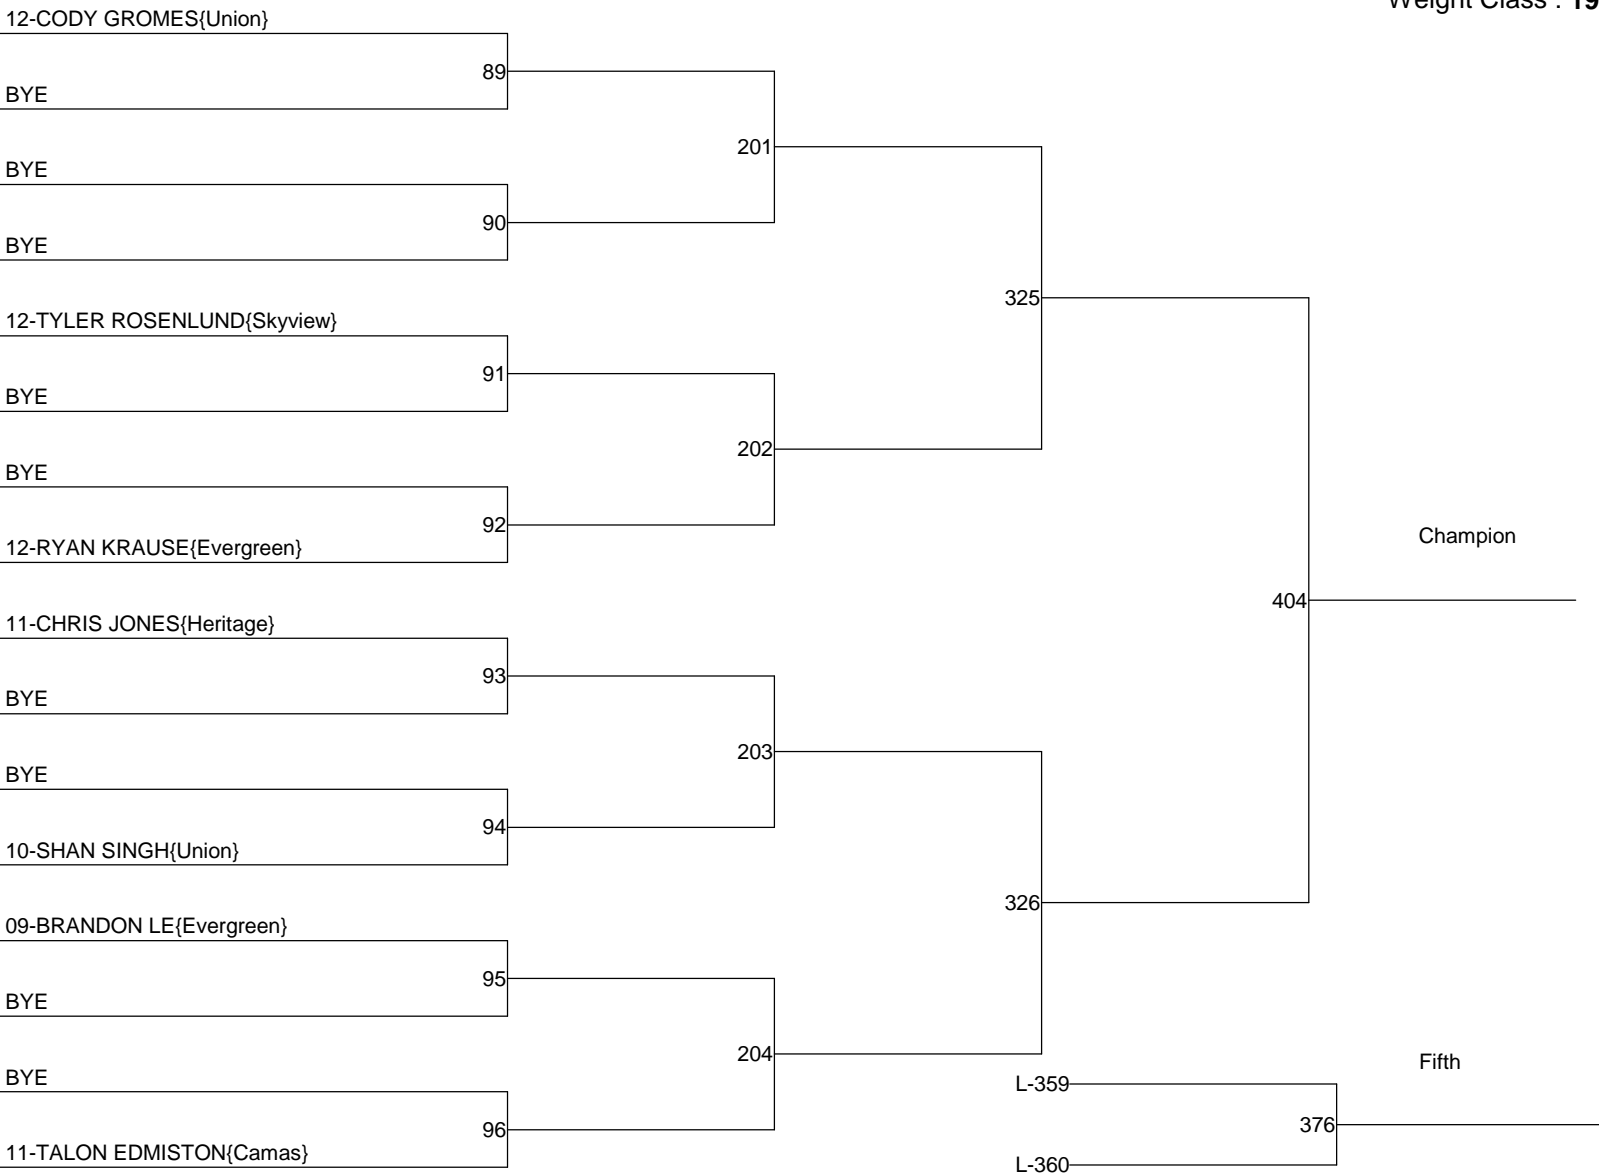 Weight Class : 19
12-CODY GROMES{Union}
89
BYE
201
BYE
90
BYE
325
12-TYLER ROSENLUND{Skyview}
91
BYE
202
BYE
92
12-RYAN KRAUSE{Evergreen}
Champion
404
11-CHRIS JONES{Heritage}
93
BYE
203
BYE
94
10-SHAN SINGH{Union}
326
09-BRANDON LE{Evergreen}
95
BYE
204
BYE
96
11-TALON EDMISTON{Camas}
Fifth
L-359
376
L-360